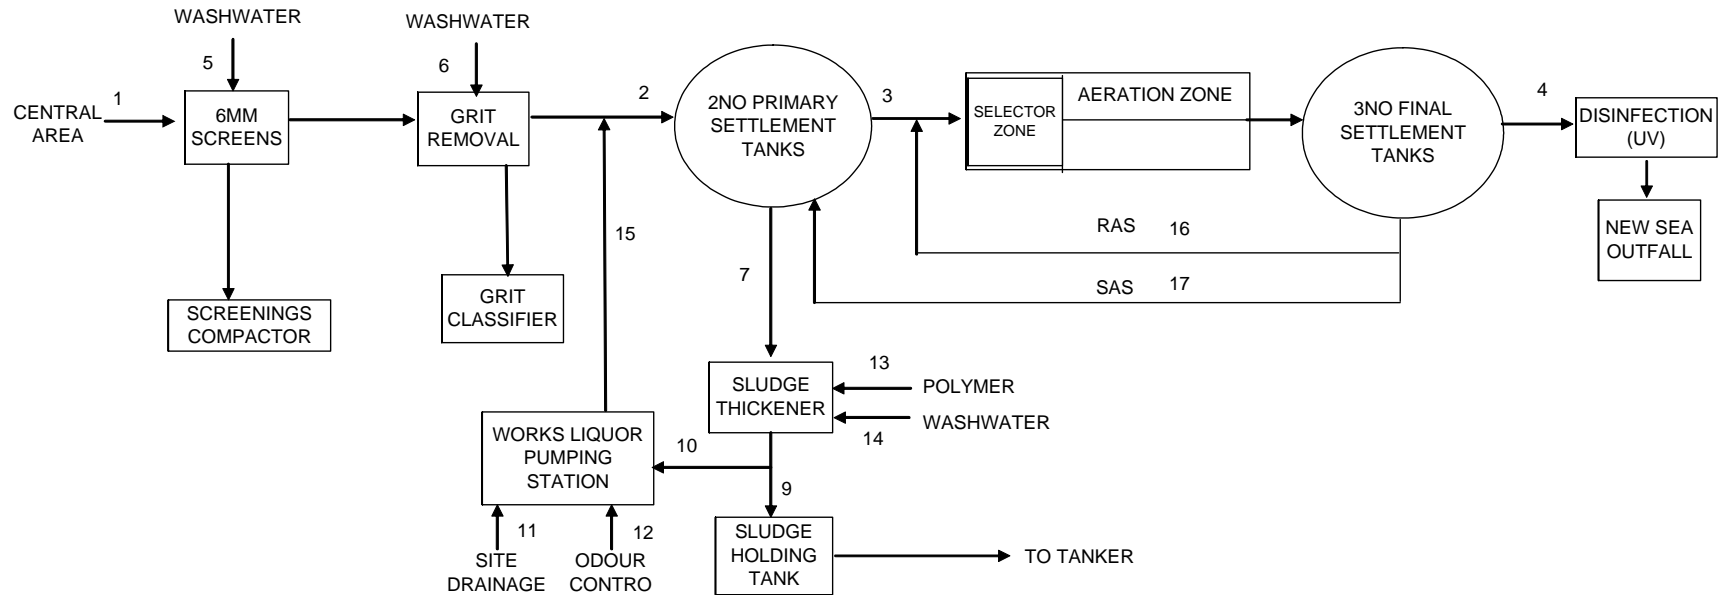 WASHWATER
5
CENTRAL
AREA
1
6MM
SCREENS
SCREENINGS
COMPACTOR
WASHWATER
6
GRIT
REMOVAL
GRIT
CLASSIFIER
2
15
2NO PRIMARY
SETTLEMENT
TANKS
3
SELECTOR
ZONE
AERATION ZONE
3NO FINAL
SETTLEMENT
TANKS
4
DISINFECTION
(UV)
NEW SEA
OUTFALL
RAS 16
SAS 17
7
SLUDGE
THICKENER
13
POLYMER
WASHWATER
14
10
WORKS LIQUOR
PUMPING
STATION
11
SITE
DRAINAGE
12
ODOUR
CONTRO
9
SLUDGE
HOLDING
TANK
TO TANKER